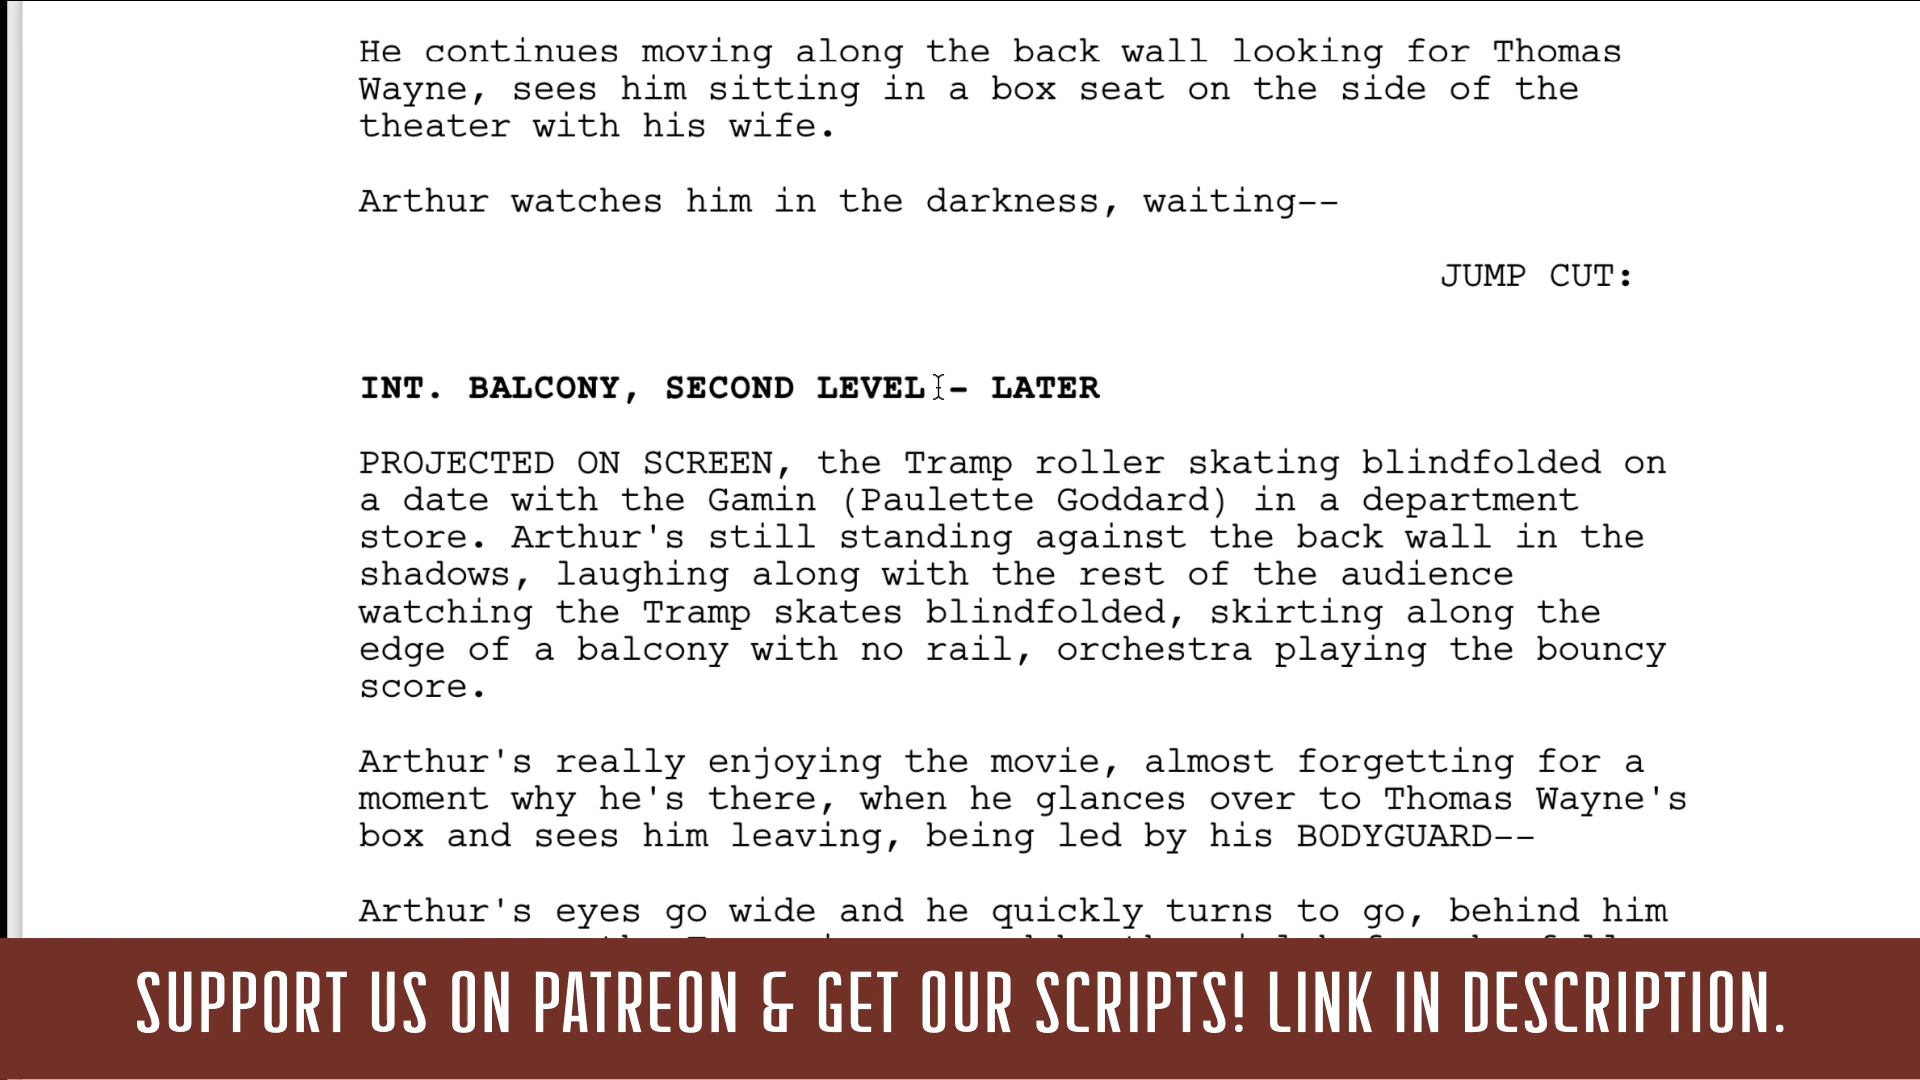 He continues moving along the back wall looking for Thomas
Wayne, sees him sitting in a box seat on the side of the
theater with his wife.
Arthur watches him in the darkness, waiting--
JUMP CUT:
INT. BALCONY, SECOND LEVEL - LATER
PROJECTED ON SCREEN, the Tramp roller skating blindfolded on
a date with the Gamin (Paulette Goddard) in a department
store. Arthur's still standing against the back wall in the
shadows, laughing along with the rest of the audience
watching the Tramp skates blindfolded, skirting along the
edge of a balcony with no rail, orchestra playing the bouncy
score.
Arthur's really enjoying the movie, almost forgetting for a
moment why he's there, when he glances over to Thomas Wayne's
box and sees him leaving, being led by his BODYGUARD--
Arthur's eyes go wide and he quickly turns to go, behind him
SUPPORT US ON PATREON & GET OUR SCRIPTS! LINK IN DESCRIPTION.